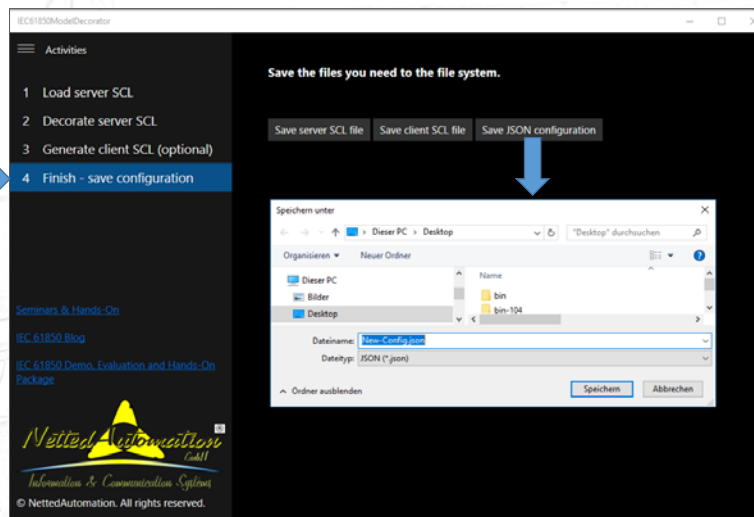 IEC61850ModelDecorator
Activities
1 Load server SCL
2 Decorate server SCL
3 Generate client SCL (optional)
4 Finish - save configuration
Seminars & Hands-On
IEC 61850 Blog
IEC 61850 Demo, Evaluation and Hands-On
Package
NettedAutomation
GmbH
Information & Communication Systems
© NettedAutomation. All rights reserved.
Save the files you need to the file system.
Save server SCL file Save client SCL file Save JSON configuration
Speichern unter
Dieser PC › Desktop "Desktop" durchsuchen
Organisieren Neuer Ordner
Dieser PC
Bilder
Desktop
Name
bin
bin-104
Dateiname: New-Config.json
Dateityp: JSON (*.json)
Ordner ausblenden Speichern Abbrechen